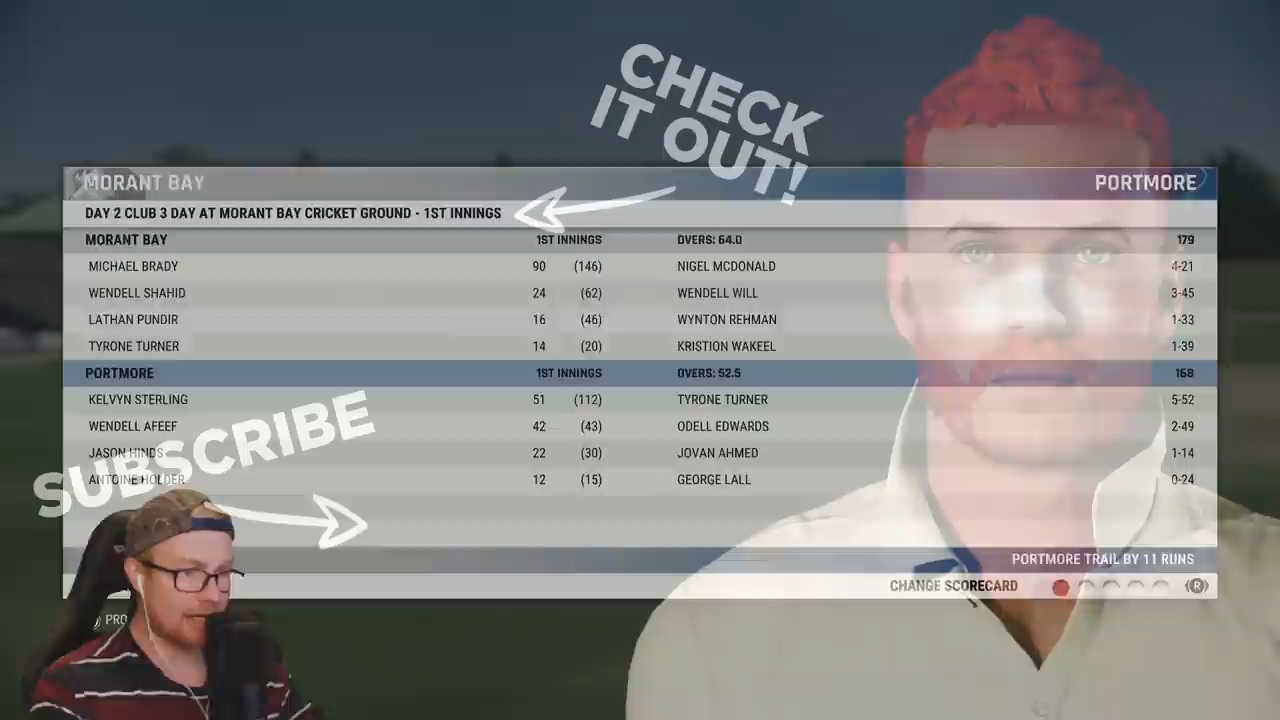 CHECK
IT OUT!
MORANT BAY PORTMORE
DAY 2 CLUB 3 DAY AT MORANT BAY CRICKET GROUND - 1ST INNINGS
MORANT BAY 1ST INNINGS OVERS: 64.0 179
MICHAEL BRADY 90 (146) NIGEL MCDONALD 4-21
WENDELL SHAHID 24 (62) WENDELL WILL 3-45
LATHAN PUNDIR 16 (46) WYNTON REHMAN 1-33
TYRONE TURNER 14 (20) KRISTION WAKEEL 1-39
PORTMORE 1ST INNINGS OVERS: 52.5 168
KELVYN STERLING 51 (112) TYRONE TURNER 5-52
WENDELL AFEEF 42 (43) ODELL EDWARDS 2-49
JASON HINDS 22 (30) JOVAN AHMED 1-14
ANTOINE HOLDER 12 (15) GEORGE LALL 0-24
SUBSCRIBE
PORTMORE TRAIL BY 11 RUNS
CHANGE SCORECARD R